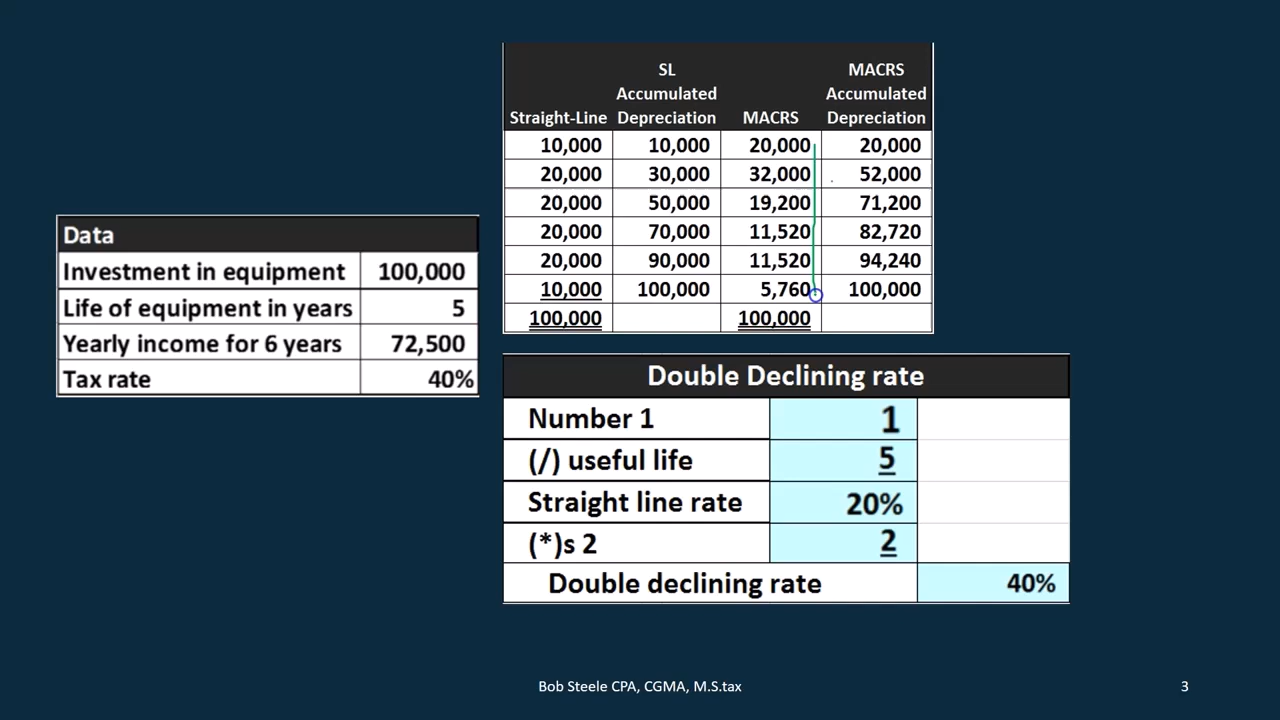 Data
Investment in equipment 100,000
Life of equipment in years 5
Yearly income for 6 years 72,500
Tax rate 40%
SL MACRS
Accumulated Accumulated
Straight-Line Depreciation MACRS Depreciation
10,000 10,000 20,000 20,000
20,000 30,000 32,000 52,000
20,000 50,000 19,200 71,200
20,000 70,000 11,520 82,720
20,000 90,000 11,520 94,240
10,000 100,000 5,760 100,000
100,000 100,000
Double Declining rate
Number 1 1
(/) useful life 5
Straight line rate 20%
(*)s 2 2
Double declining rate 40%
Bob Steele CPA, CGMA, M.S.tax 3